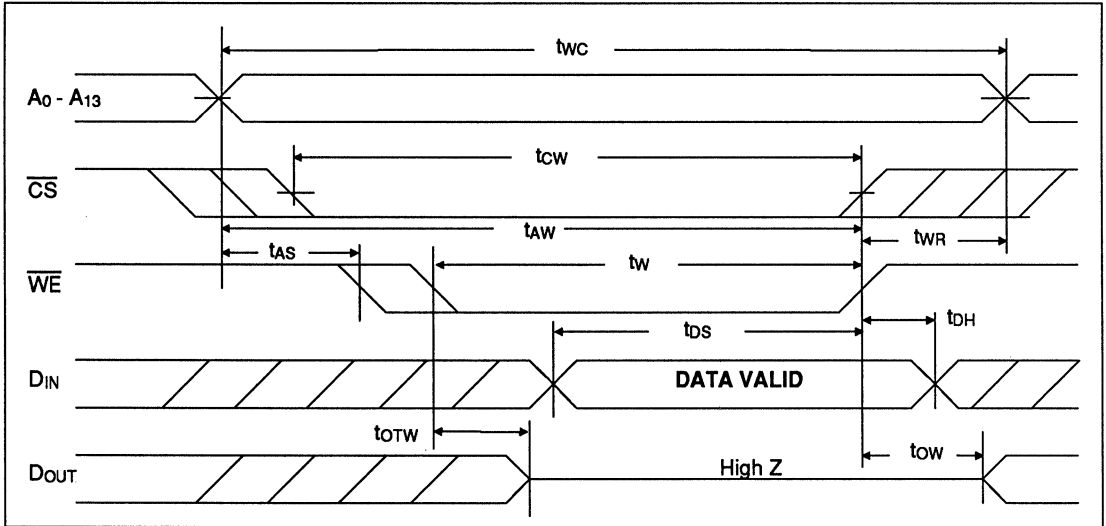 tWC
A0 - A13
tCW
CS
tAW
tAS
tWR
WE
tW
tDS
tDH
DIN
DATA VALID
tOTW
tOW
DOUT
High Z